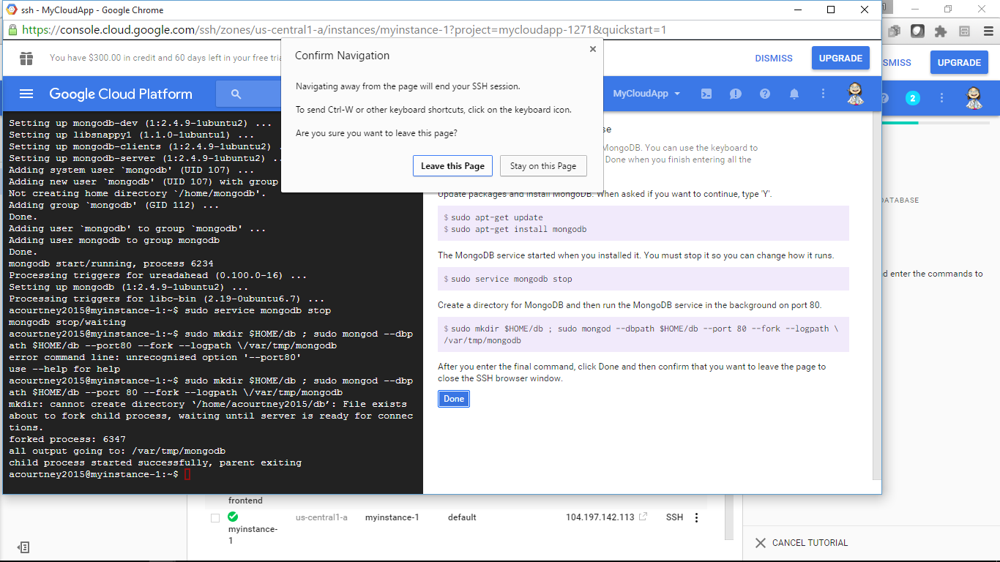 ssh - MyCloudApp - Google Chrome
https://console.cloud.google.com/ssh/zones/us-central1-a/instances/myinstance-1?project=mycloudapp-1271&quickstart=1
You have $300.00 in credit and 60 days left in your free tria
DISMISS
UPGRADE
SMISS
UPGRADE
Google Cloud Platform
MyCloudApp
2
Confirm Navigation
Navigating away from the page will end your SSH session.
To send Ctrl-W or other keyboard shortcuts, click on the keyboard icon.
Are you sure you want to leave this page?
Leave this Page
Stay on this Page
Setting up mongodb-dev (1:2.4.9-1ubuntu2) ...
Setting up libsnappy1 (1.1.0-1ubuntu1) ...
Setting up mongodb-clients (1:2.4.9-1ubuntu2) .
Setting up mongodb-server (1:2.4.9-1ubuntu2) ..
Adding system user `mongodb' (UID 107) ...
Adding new user `mongodb' (UID 107) with group
Not creating home directory `/home/mongodb'.
Adding group `mongodb' (GID 112) ...
Done.
Adding user `mongodb' to group `mongodb' ...
Adding user mongodb to group mongodb
Done.
mongodb start/running, process 6234
Processing triggers for ureadahead (0.100.0-16) ...
Setting up mongodb (1:2.4.9-1ubuntu2) ...
Processing triggers for libc-bin (2.19-0ubuntu6.7) ...
acourtney2015@myinstance-1:~$ sudo service mongodb stop
mongodb stop/waiting
acourtney2015@myinstance-1:~$ sudo mkdir $HOME/db ; sudo mongod --dbp
ath $HOME/db --port80 --fork --logpath \/var/tmp/mongodb
error command line: unrecognised option '--port80'
use --help for help
acourtney2015@myinstance-1:~$ sudo mkdir $HOME/db ; sudo mongod --dbp
ath $HOME/db --port 80 --fork --logpath \/var/tmp/mongodb
mkdir: cannot create directory ‘/home/acourtney2015/db’: File exists
about to fork child process, waiting until server is ready for connec
tions.
forked process: 6347
all output going to: /var/tmp/mongodb
child process started successfully, parent exiting
acourtney2015@myinstance-1:~$
se
MongoDB. You can use the keyboard to
Done when you finish entering all the
Update packages and install MongoDB. When asked if you want to continue, type 'Y'.
$ sudo apt-get update
$ sudo apt-get install mongodb
The MongoDB service started when you installed it. You must stop it so you can change how it runs.
$ sudo service mongodb stop
Create a directory for MongoDB and then run the MongoDB service in the background on port 80.
$ sudo mkdir $HOME/db ; sudo mongod --dbpath $HOME/db --port 80 --fork --logpath \
/var/tmp/mongodb
After you enter the final command, click Done and then confirm that you want to leave the page to
close the SSH browser window.
Done
DATABASE
d enter the commands to
frontend
us-central1-a myinstance-1 default 104.197.142.113 SSH
myinstance-
1
CANCEL TUTORIAL